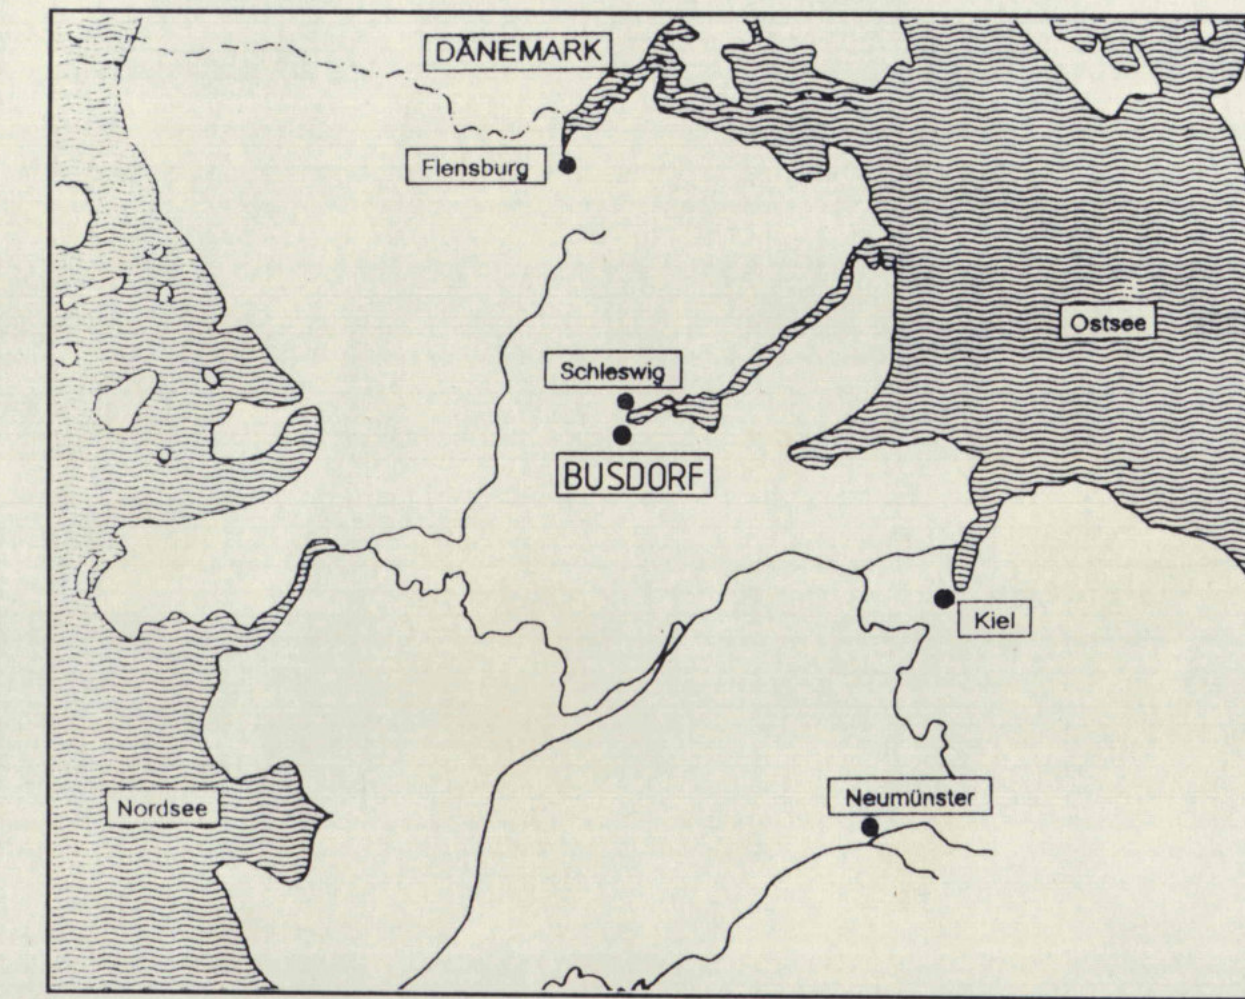 DÄNEMARK
Flensburg
Ostsee
Schleswig
BUSDORF
Kiel
Nordsee
Neumünster